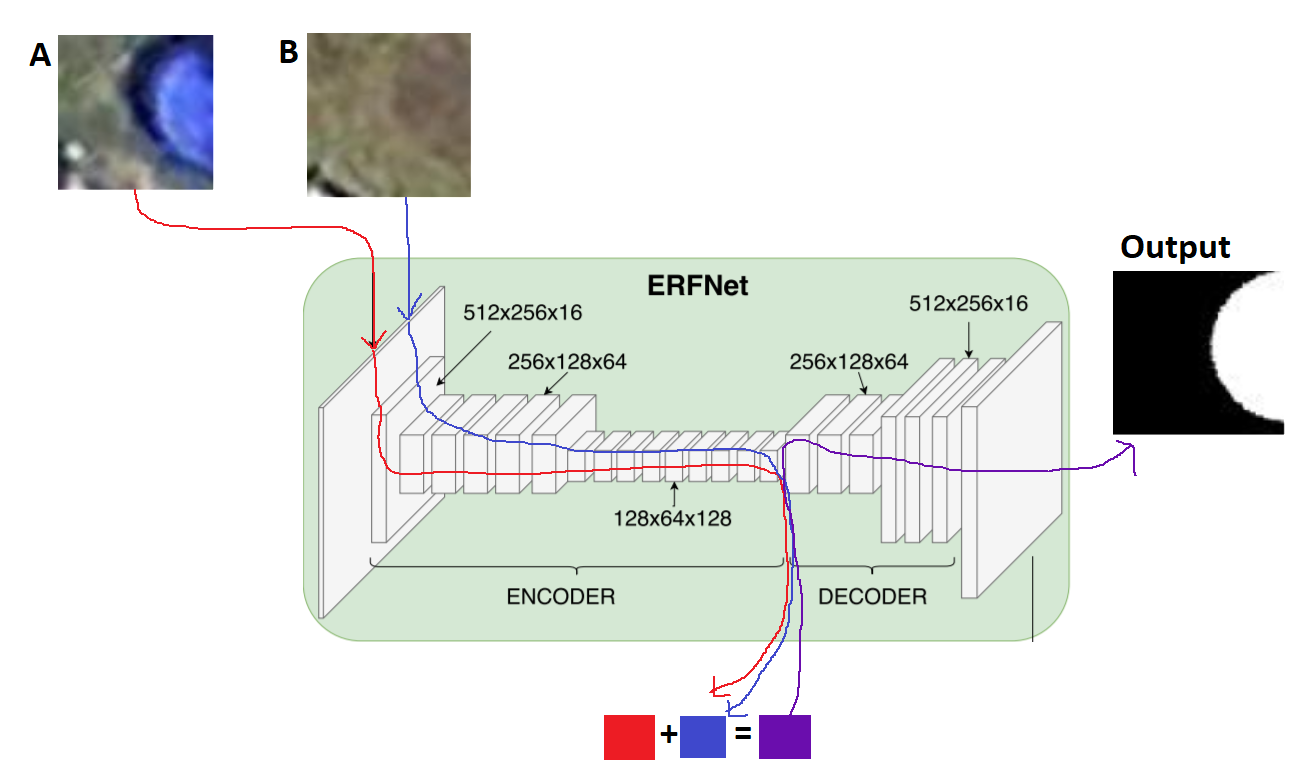 A
B
Output
ERFNet
512x256x16
512x256x16
256x128x64
256x128x64
128x64x128
ENCODER
DECODER
+
=